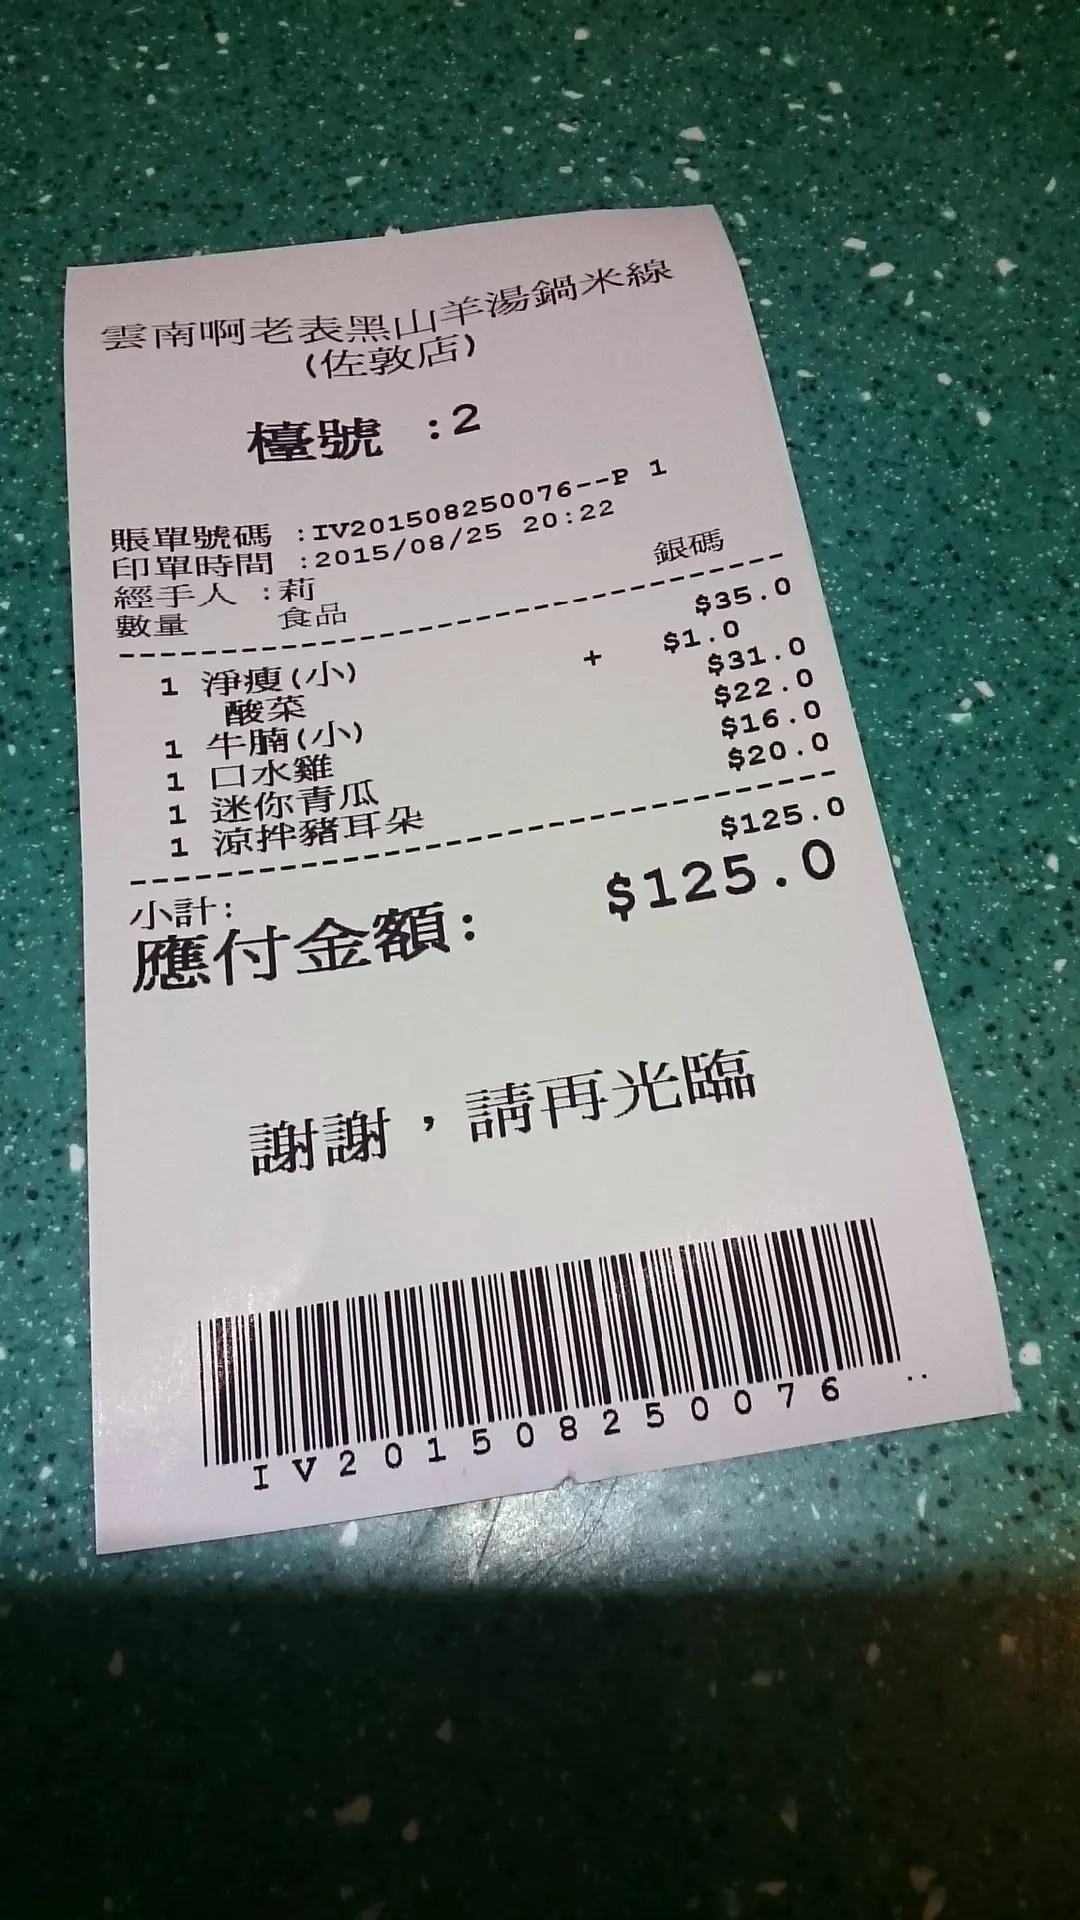 雲南啊老表黑山羊湯鍋米線
(佐敦店)
檯號 :2
賬單號碼 :IV201508250076--P 1
印單時間 :2015/08/25 20:22
經手人 :莉
數量 食品 銀碼
1 淨瘦(小) $35.0
酸菜 + $1.0
1 牛腩(小) $31.0
1 口水雞 $22.0
1 迷你青瓜 $16.0
1 涼拌豬耳朵 $20.0
小計: $125.0
應付金額: $125.0
謝謝，請再光臨
IV201508250076